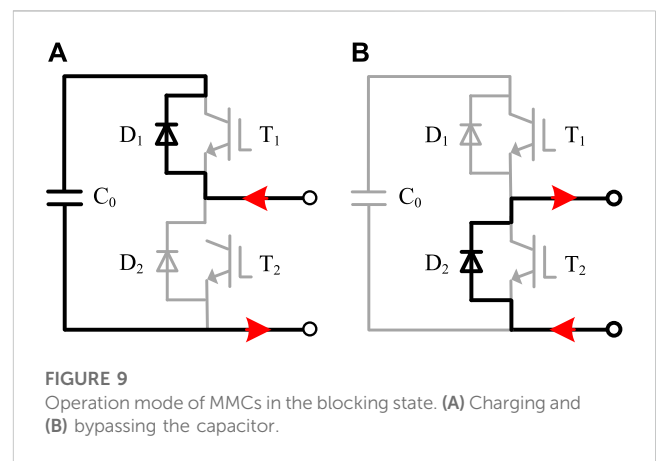 A
B
D₁
T₁
C₀
D₂
T₂
D₁
T₁
C₀
D₂
T₂
FIGURE 9
Operation mode of MMCs in the blocking state. (A) Charging and
(B) bypassing the capacitor.